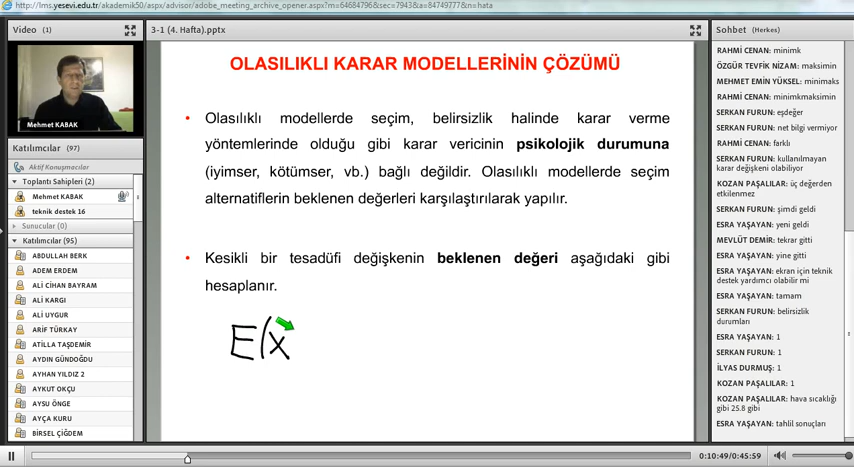 http://lms.yesevi.edu.tr/akademik50/aspx/advisor/adobe_meeting_archive_opener.aspx?m=64684796&sec=7943&a=84749777&n=hata
Video (1)
Mehmet KABAK
Katılımcılar (97)
Aktif Konuşmacılar
Toplantı Sahipleri (2)
Mehmet KABAK
teknik destek 16
Sunucular (0)
Katılımcılar (95)
ABDULLAH BERK
ADEM ERDEM
ALİ CİHAN BAYRAM
ALİ KARGI
ALİ UYGUR
ARİF TÜRKAY
ATİLLA TAŞDEMİR
AYDIN GÜNDOĞDU
AYHAN YILDIZ 2
AYKUT OKÇU
AYSU ÖNGE
AYÇA KURU
BİRSEL ÇİĞDEM
3-1 (4. Hafta).pptx
OLASILIKLI KARAR MODELLERİNİN ÇÖZÜMÜ
• Olasılıklı modellerde seçim, belirsizlik halinde karar verme
yöntemlerinde olduğu gibi karar vericinin psikolojik durumuna
(iyimser, kötümser, vb.) bağlı değildir. Olasılıklı modellerde seçim
alternatiflerin beklenen değerleri karşılaştırılarak yapılır.
• Kesikli bir tesadüfi değişkenin beklenen değeri aşağıdaki gibi
hesaplanır.
E(x
Sohbet (Herkes)
RAHMİ CENAN: minimk
ÖZGÜR TEVFİK NİZAM: maksimin
MEHMET EMİN YÜKSEL: minimaks
RAHMİ CENAN: minimkmaksimin
SERKAN FURUN: eşdeğer
SERKAN FURUN: net bilgi vermiyor
RAHMİ CENAN: farklı
SERKAN FURUN: kullanılmayan
karar değişkeni olabiliyor
KOZAN PAŞALILAR: üç değerden
etkilenmez
SERKAN FURUN: şimdi geldi
ESRA YAŞAYAN: yeni geldi
MEVLÜT DEMİR: tekrar gitti
ESRA YAŞAYAN: yine gitti
ESRA YAŞAYAN: ekran için teknik
destek yardımcı olabilir mi
ESRA YAŞAYAN: tamam
SERKAN FURUN: belirsizlik
durumları
ESRA YAŞAYAN: 1
SERKAN FURUN: 1
İLYAS DURMUŞ: 1
KOZAN PAŞALILAR: 1
KOZAN PAŞALILAR: hava sıcaklığı
gibi 25.8 gibi
ESRA YAŞAYAN: tahlil sonuçları
0:10:49/0:45:59